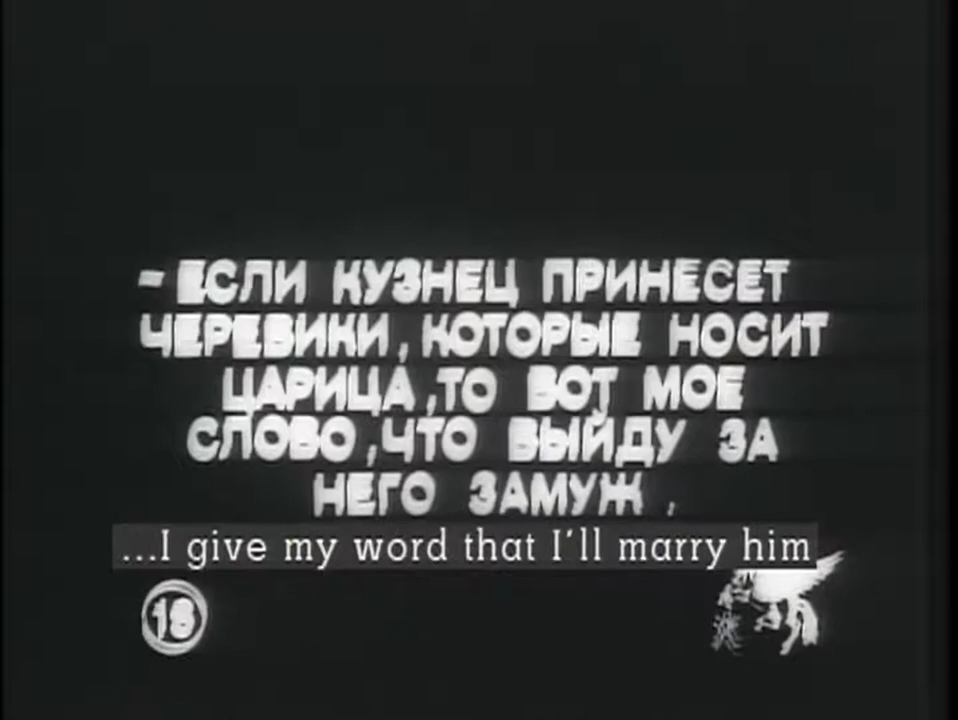 - ЕСЛИ КУЗНЕЦ ПРИНЕСЕТ
ЧЕРЕВИКИ, КОТОРЫЕ НОСИТ
ЦАРИЦА, ТО ВОТ МОЕ
СЛОВО, ЧТО ВЫЙДУ ЗА
НЕГО ЗАМУЖ.
...I give my word that I'll marry him
18